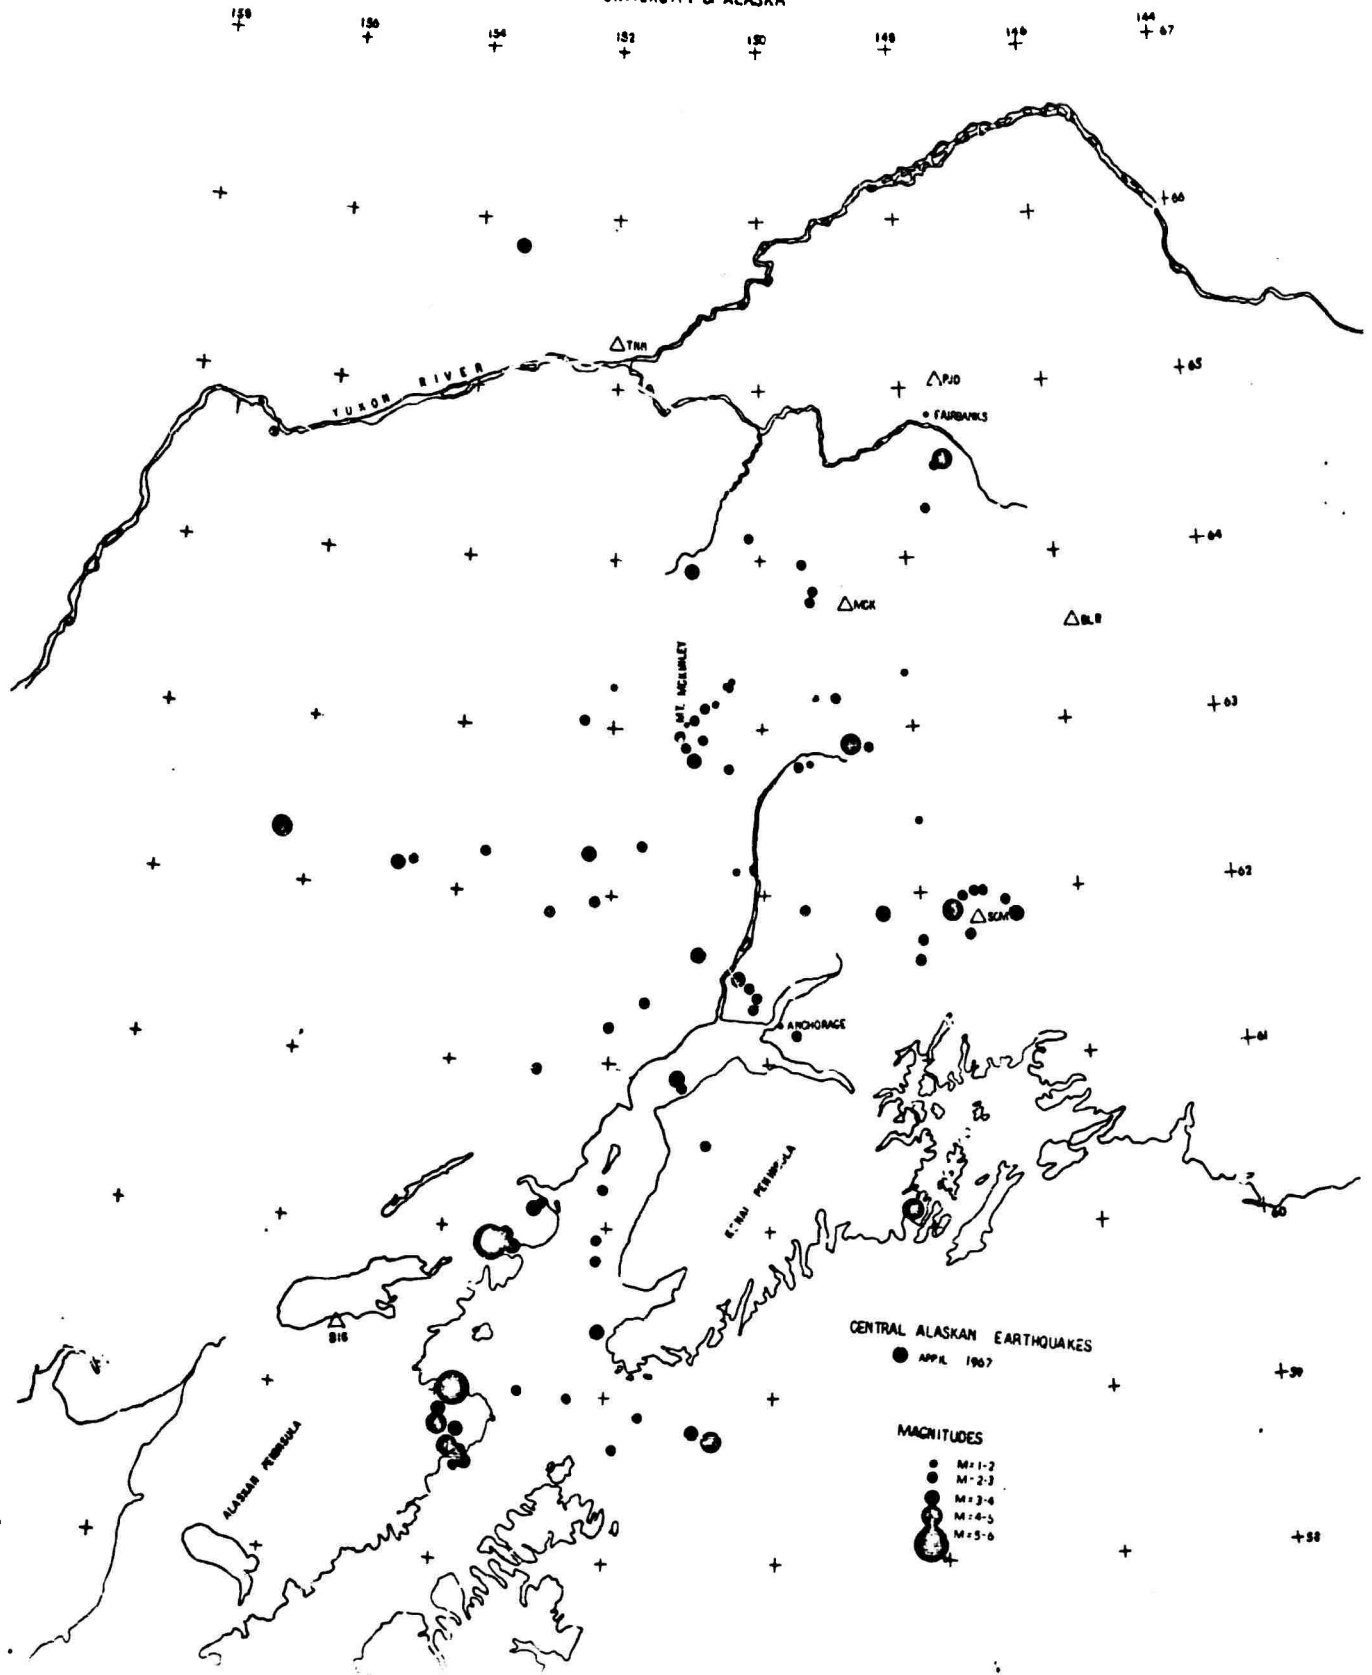 158
156
154
152
150
148
146
144
67
66
TNM
YUKON RIVER
65
PJD
FAIRBANKS
64
MCK
BLR
MT. MCKINLEY
63
62
SCM
ANCHORAGE
61
KENAI PENINSULA
60
BIG
CENTRAL ALASKAN EARTHQUAKES
APRIL 1967
59
ALASKAN PENINSULA
MAGNITUDES
M=1-2
M=2-3
M=3-4
M=4-5
M=5-6
58